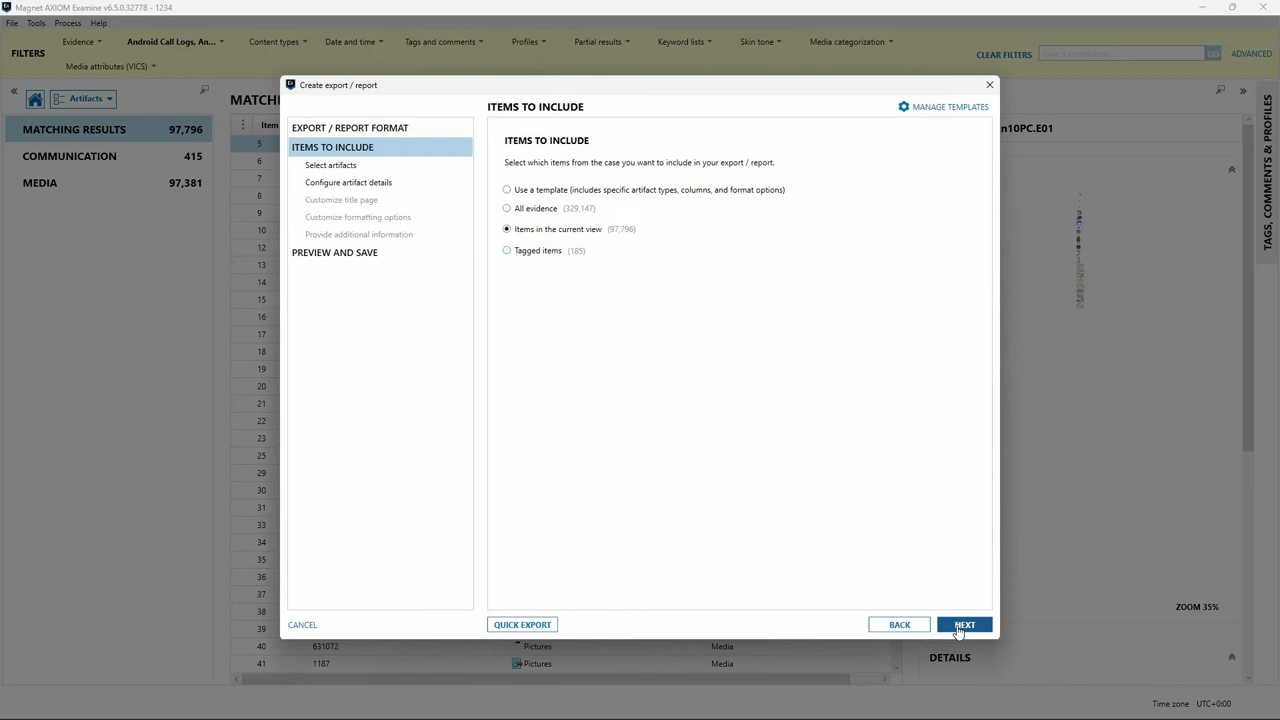 Magnet AXIOM Examine v6.5.0.32778 - 1234
File Tools Process Help
FILTERS
Evidence Android Call Logs, An... Content types Date and time Tags and comments Profiles Partial results Keyword lists Skin tone Media categorization
Media attributes (VICS)
CLEAR FILTERS GO ADVANCED
Artifacts
MATCHI
MATCHING RESULTS 97,796
COMMUNICATION 415
MEDIA 97,381
Item
5
6
7
8
9
10
12
13
14
15
16
17
18
19
20
21
22
23
25
29
30
31
33
34
35
36
37
38
39
40 631072 Pictures Media
41 1187 Pictures Media
Create export / report
EXPORT / REPORT FORMAT
ITEMS TO INCLUDE
Select artifacts
Configure artifact details
Customize title page
Customize formatting options
Provide additional information
PREVIEW AND SAVE
ITEMS TO INCLUDE
MANAGE TEMPLATES
ITEMS TO INCLUDE
Select which items from the case you want to include in your export / report.
Use a template (includes specific artifact types, columns, and format options)
All evidence (329,147)
Items in the current view (97,796)
Tagged items (185)
CANCEL QUICK EXPORT BACK NEXT
n10PC.E01
TAGS, COMMENTS & PROFILES
ZOOM 35%
DETAILS
Time zone UTC+0:00